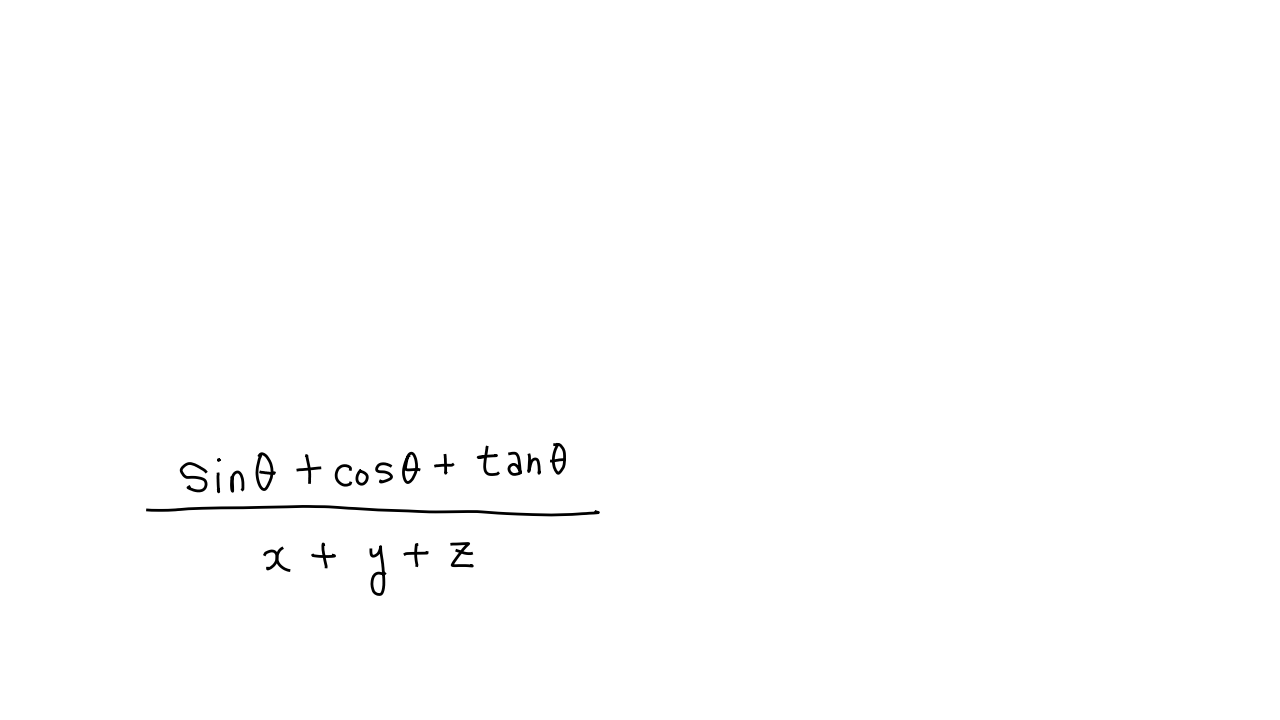 sinθ + cosθ + tanθ
x + y + z